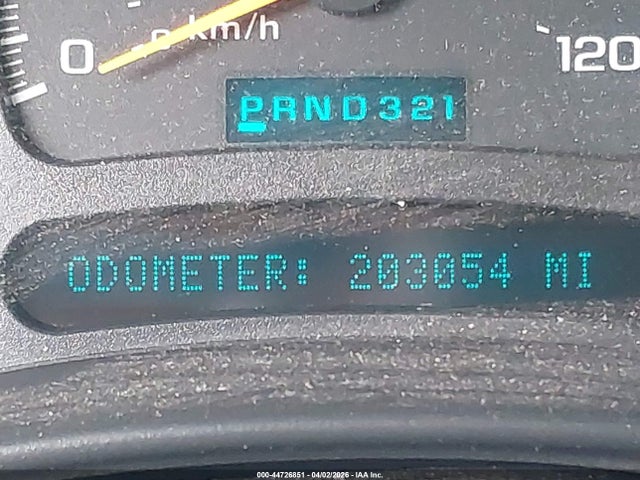 0 km/h 120
PRND321
ODOMETER: 203054 MI
000-44726851 - 04/02/2026 - IAA Inc.